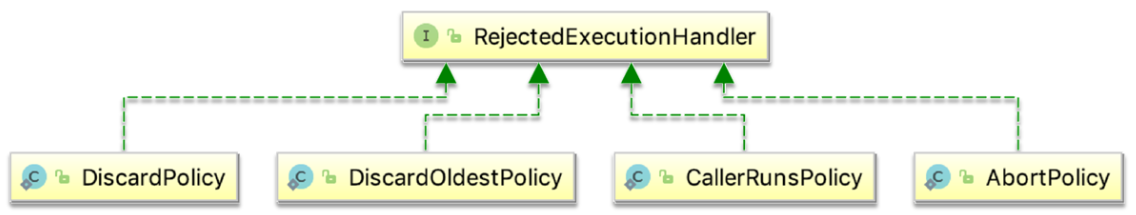 I RejectedExecutionHandler
C DiscardPolicy
C DiscardOldestPolicy
C CallerRunsPolicy
C AbortPolicy